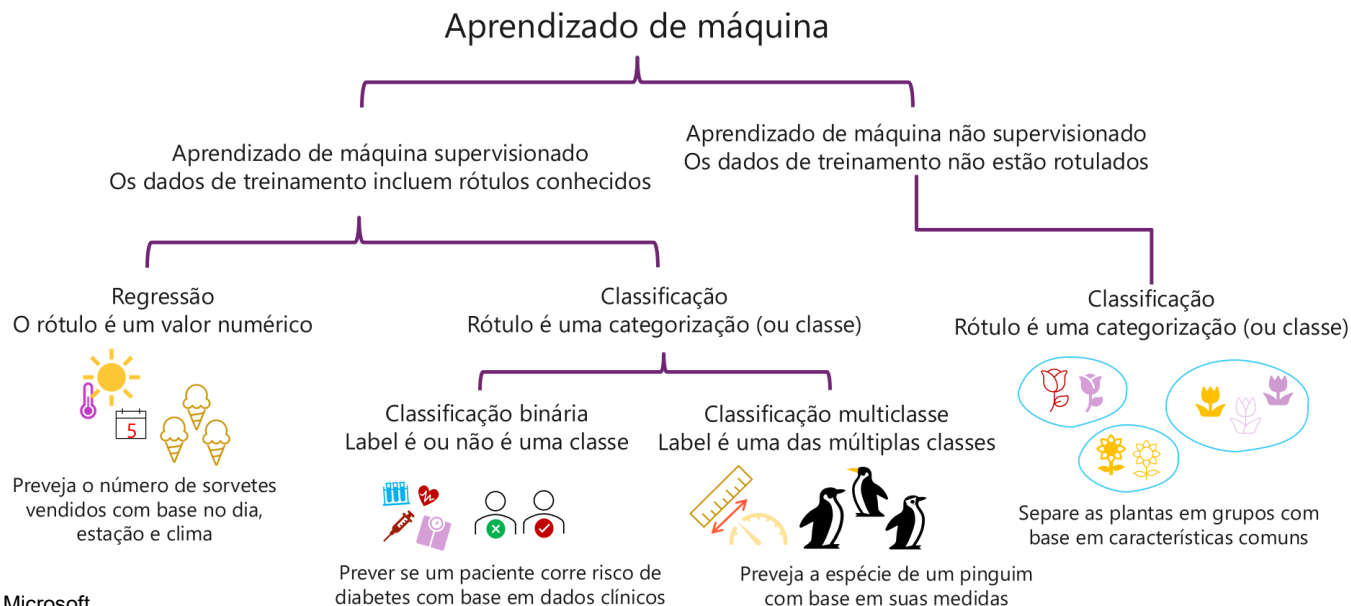 Aprendizado de máquina
Aprendizado de máquina supervisionado
Os dados de treinamento incluem rótulos conhecidos
Aprendizado de máquina não supervisionado
Os dados de treinamento não estão rotulados
Regressão
O rótulo é um valor numérico
5
Preveja o número de sorvetes
vendidos com base no dia,
estação e clima
Classificação
Rótulo é uma categorização (ou classe)
Classificação binária
Label é ou não é uma classe
Prever se um paciente corre risco de
diabetes com base em dados clínicos
Classificação multiclasse
Label é uma das múltiplas classes
Preveja a espécie de um pinguim
com base em suas medidas
Classificação
Rótulo é uma categorização (ou classe)
Separe as plantas em grupos com
base em características comuns
Microsoft